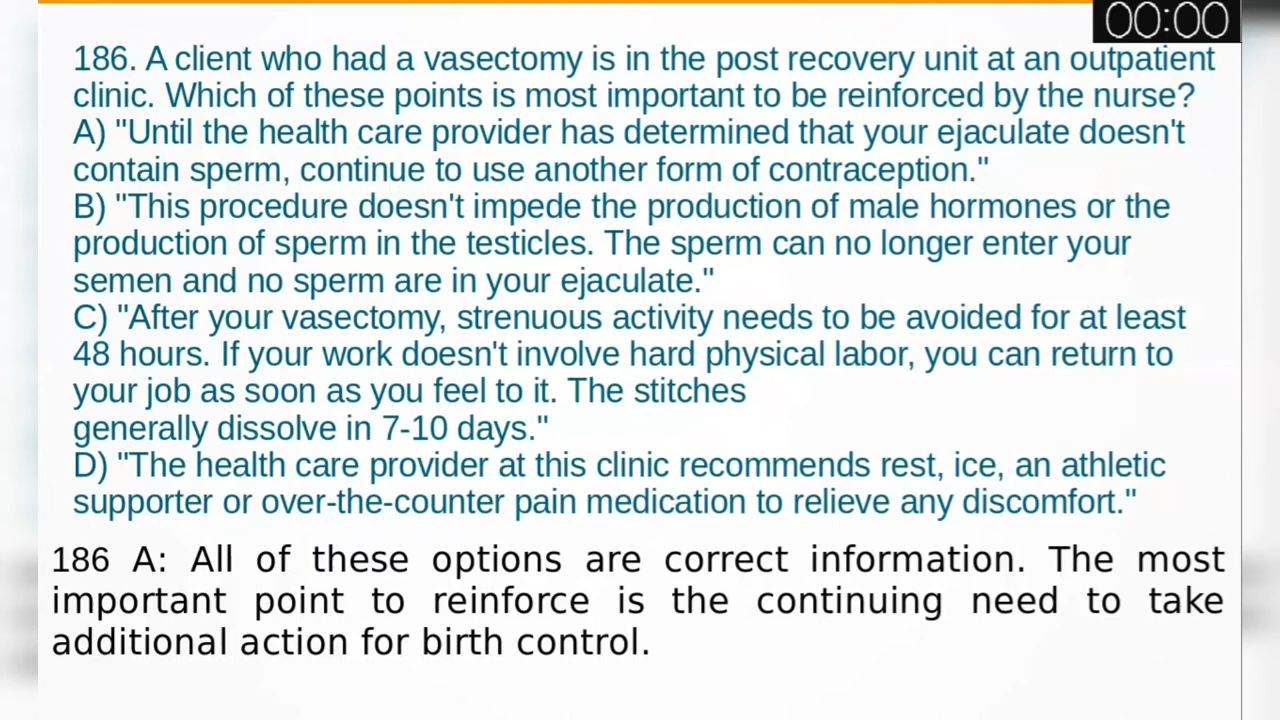 00:00
186. A client who had a vasectomy is in the post recovery unit at an outpatient
clinic. Which of these points is most important to be reinforced by the nurse?
A) "Until the health care provider has determined that your ejaculate doesn't
contain sperm, continue to use another form of contraception."
B) "This procedure doesn't impede the production of male hormones or the
production of sperm in the testicles. The sperm can no longer enter your
semen and no sperm are in your ejaculate."
C) "After your vasectomy, strenuous activity needs to be avoided for at least
48 hours. If your work doesn't involve hard physical labor, you can return to
your job as soon as you feel to it. The stitches
generally dissolve in 7-10 days."
D) "The health care provider at this clinic recommends rest, ice, an athletic
supporter or over-the-counter pain medication to relieve any discomfort."
186 A: All of these options are correct information. The most
important point to reinforce is the continuing need to take
additional action for birth control.